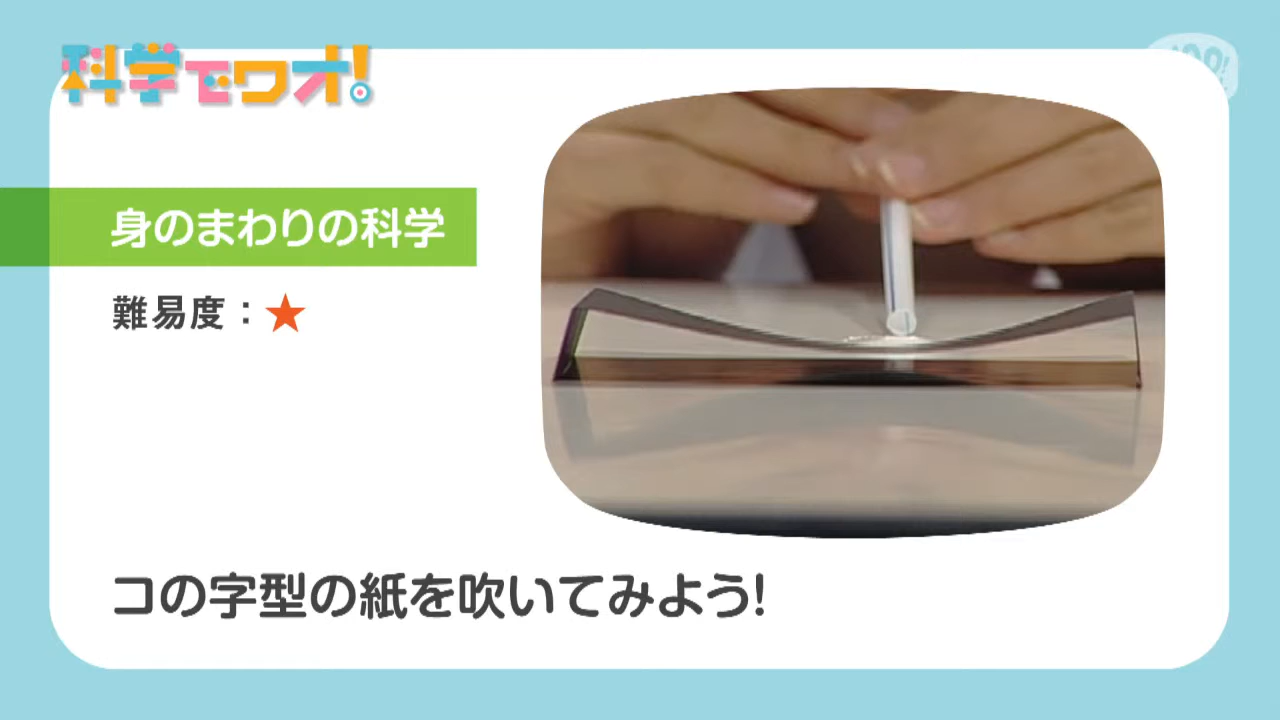 科学でワオ!
身のまわりの科学
難易度：★
コの字型の紙を吹いてみよう!